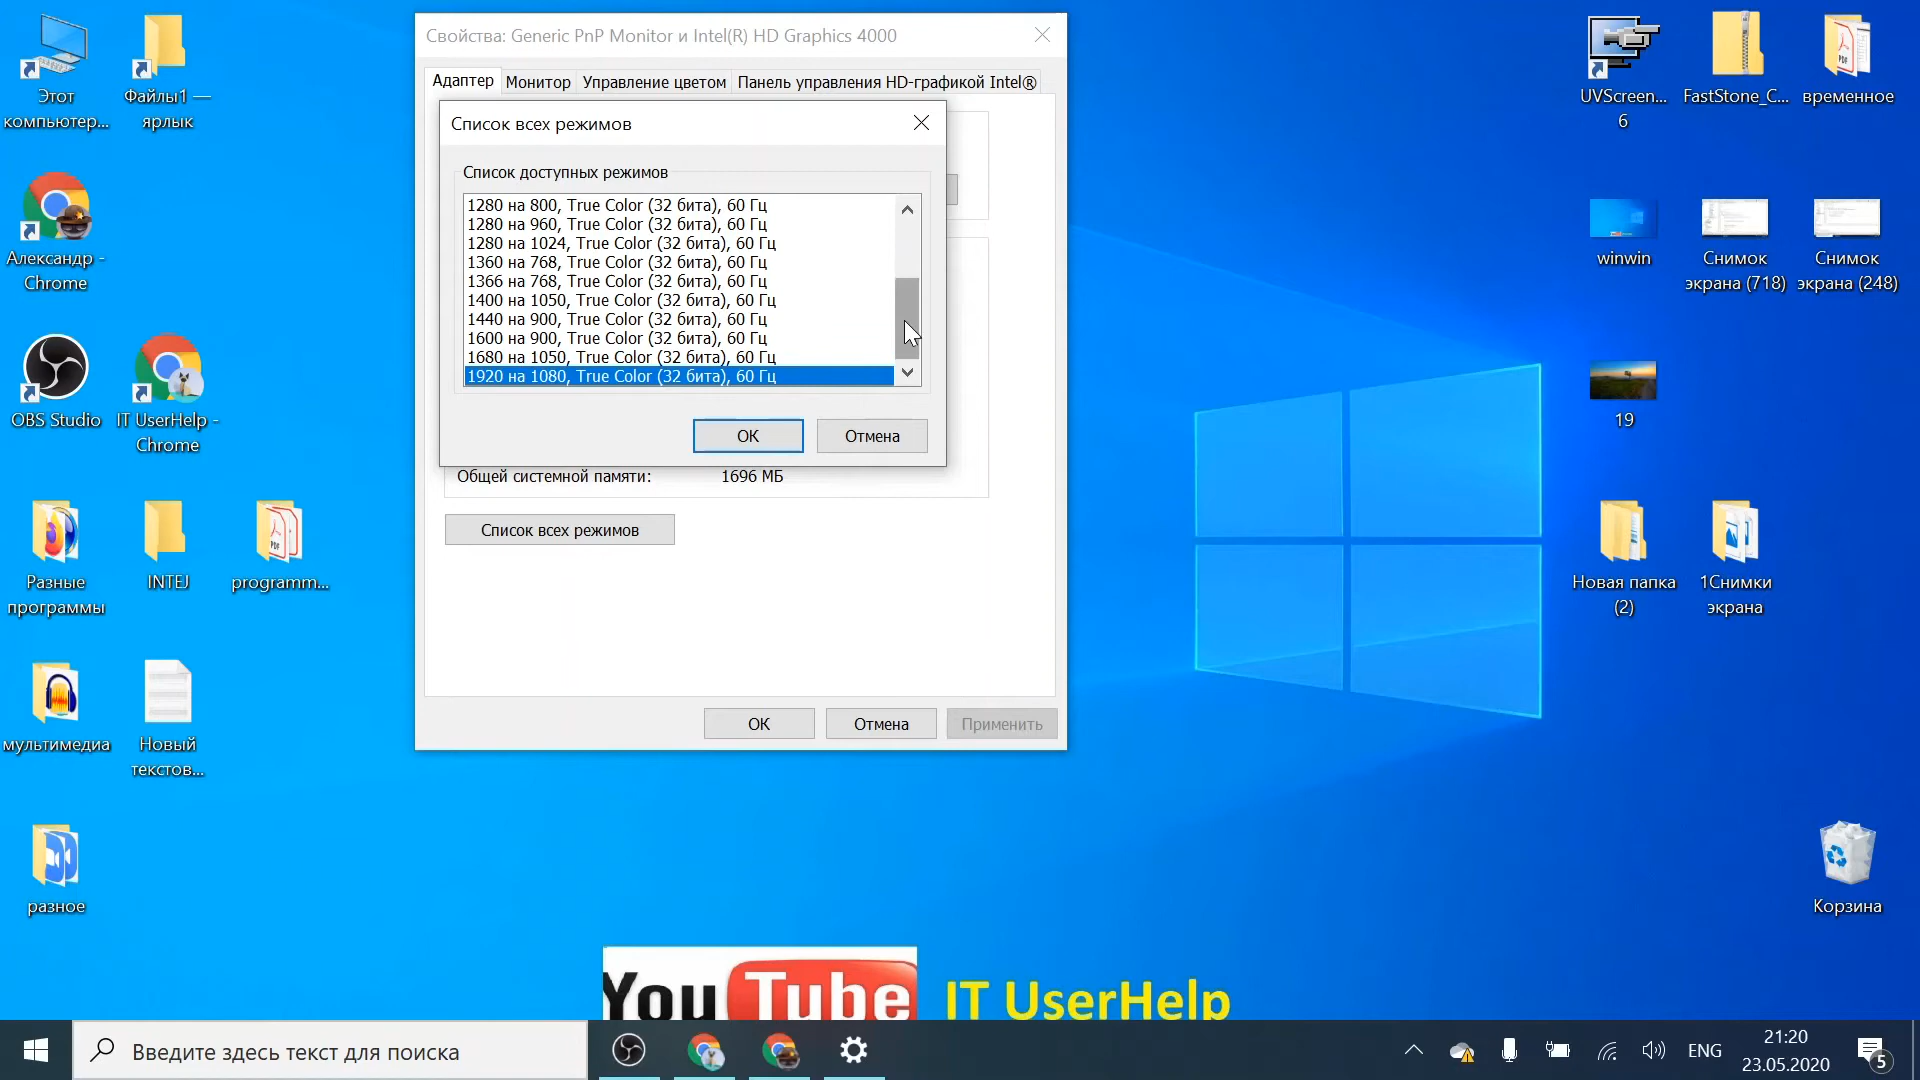 Этот
компьютер...
Файлы1 —
ярлык
Александр -
Chrome
OBS Studio
IT UserHelp -
Chrome
Разные
программы
INTEJ
programm...
мультимедиа
Новый
текстов...
разное
Свойства: Generic PnP Monitor и Intel(R) HD Graphics 4000
Адаптер
Монитор
Управление цветом
Панель управления HD-графикой Intel®
Список всех режимов
Список доступных режимов
1280 на 800, True Color (32 бита), 60 Гц
1280 на 960, True Color (32 бита), 60 Гц
1280 на 1024, True Color (32 бита), 60 Гц
1360 на 768, True Color (32 бита), 60 Гц
1366 на 768, True Color (32 бита), 60 Гц
1400 на 1050, True Color (32 бита), 60 Гц
1440 на 900, True Color (32 бита), 60 Гц
1600 на 900, True Color (32 бита), 60 Гц
1680 на 1050, True Color (32 бита), 60 Гц
1920 на 1080, True Color (32 бита), 60 Гц
ОК
Отмена
Общей системной памяти: 1696 МБ
Список всех режимов
ОК
Отмена
Применить
UVScreen...
6
FastStone_C...
временное
winwin
Снимок
экрана (718)
Снимок
экрана (248)
19
Новая папка
(2)
1Снимки
экрана
Корзина
YouTube
IT UserHelp
Введите здесь текст для поиска
ENG
21:20
23.05.2020
5